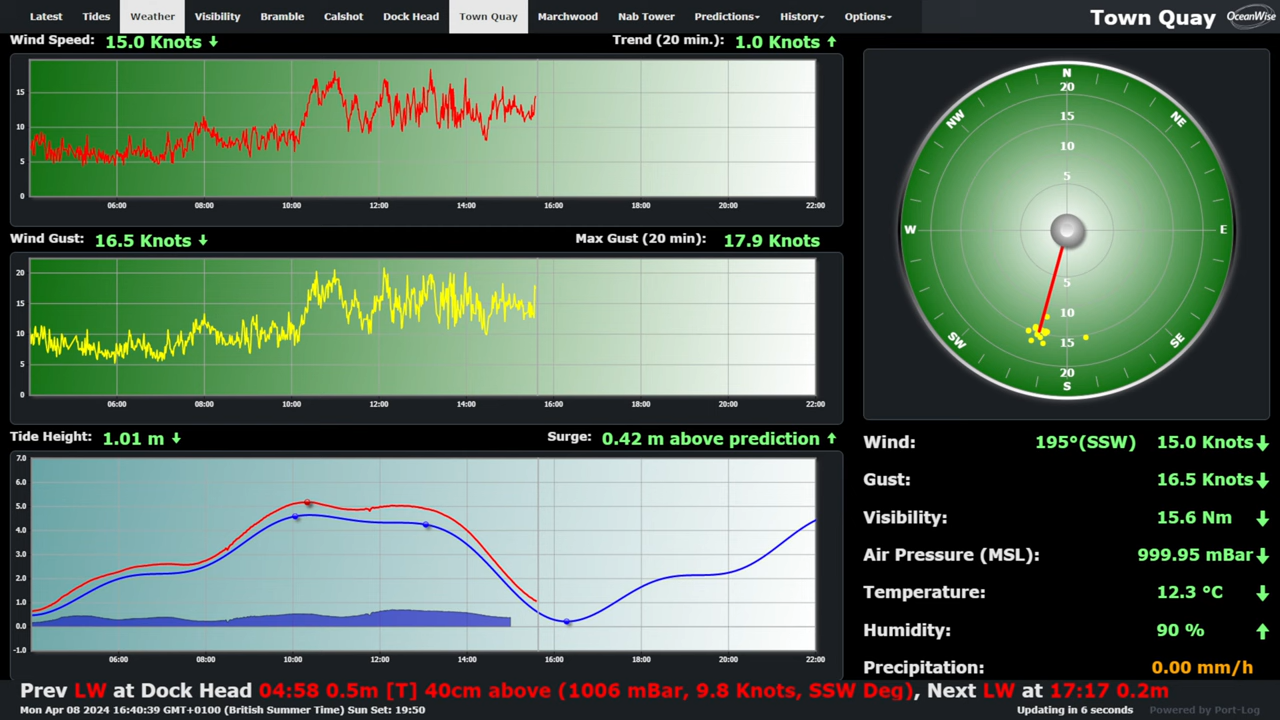 Latest Tides Weather Visibility Bramble Calshot Dock Head Town Quay Marchwood Nab Tower Predictions History Options Town Quay OceanWise
Wind Speed: 15.0 Knots ↓ Trend (20 min.): 1.0 Knots ↑
15
10
5
0
06:00 08:00 10:00 12:00 14:00 16:00 18:00 20:00 22:00
Wind Gust: 16.5 Knots ↓ Max Gust (20 min): 17.9 Knots
20
15
10
5
0
06:00 08:00 10:00 12:00 14:00 16:00 18:00 20:00 22:00
Tide Height: 1.01 m ↓ Surge: 0.42 m above prediction ↑
7.0
6.0
5.0
4.0
3.0
2.0
1.0
0.0
-1.0
06:00 08:00 10:00 12:00 14:00 16:00 18:00 20:00 22:00
N
20
NW 15 NE
10
5
W E
5
10
SW 15 SE
20
S
Wind: 195°(SSW) 15.0 Knots ↓
Gust: 16.5 Knots ↓
Visibility: 15.6 Nm ↓
Air Pressure (MSL): 999.95 mBar ↓
Temperature: 12.3 °C ↓
Humidity: 90 % ↑
Precipitation: 0.00 mm/h
Prev LW at Dock Head 04:58 0.5m [T] 40cm above (1006 mBar, 9.8 Knots, SSW Deg), Next LW at 17:17 0.2m
Mon Apr 08 2024 16:40:39 GMT+0100 (British Summer Time) Sun Set: 19:50 Updating in 6 seconds Powered by Port-Log